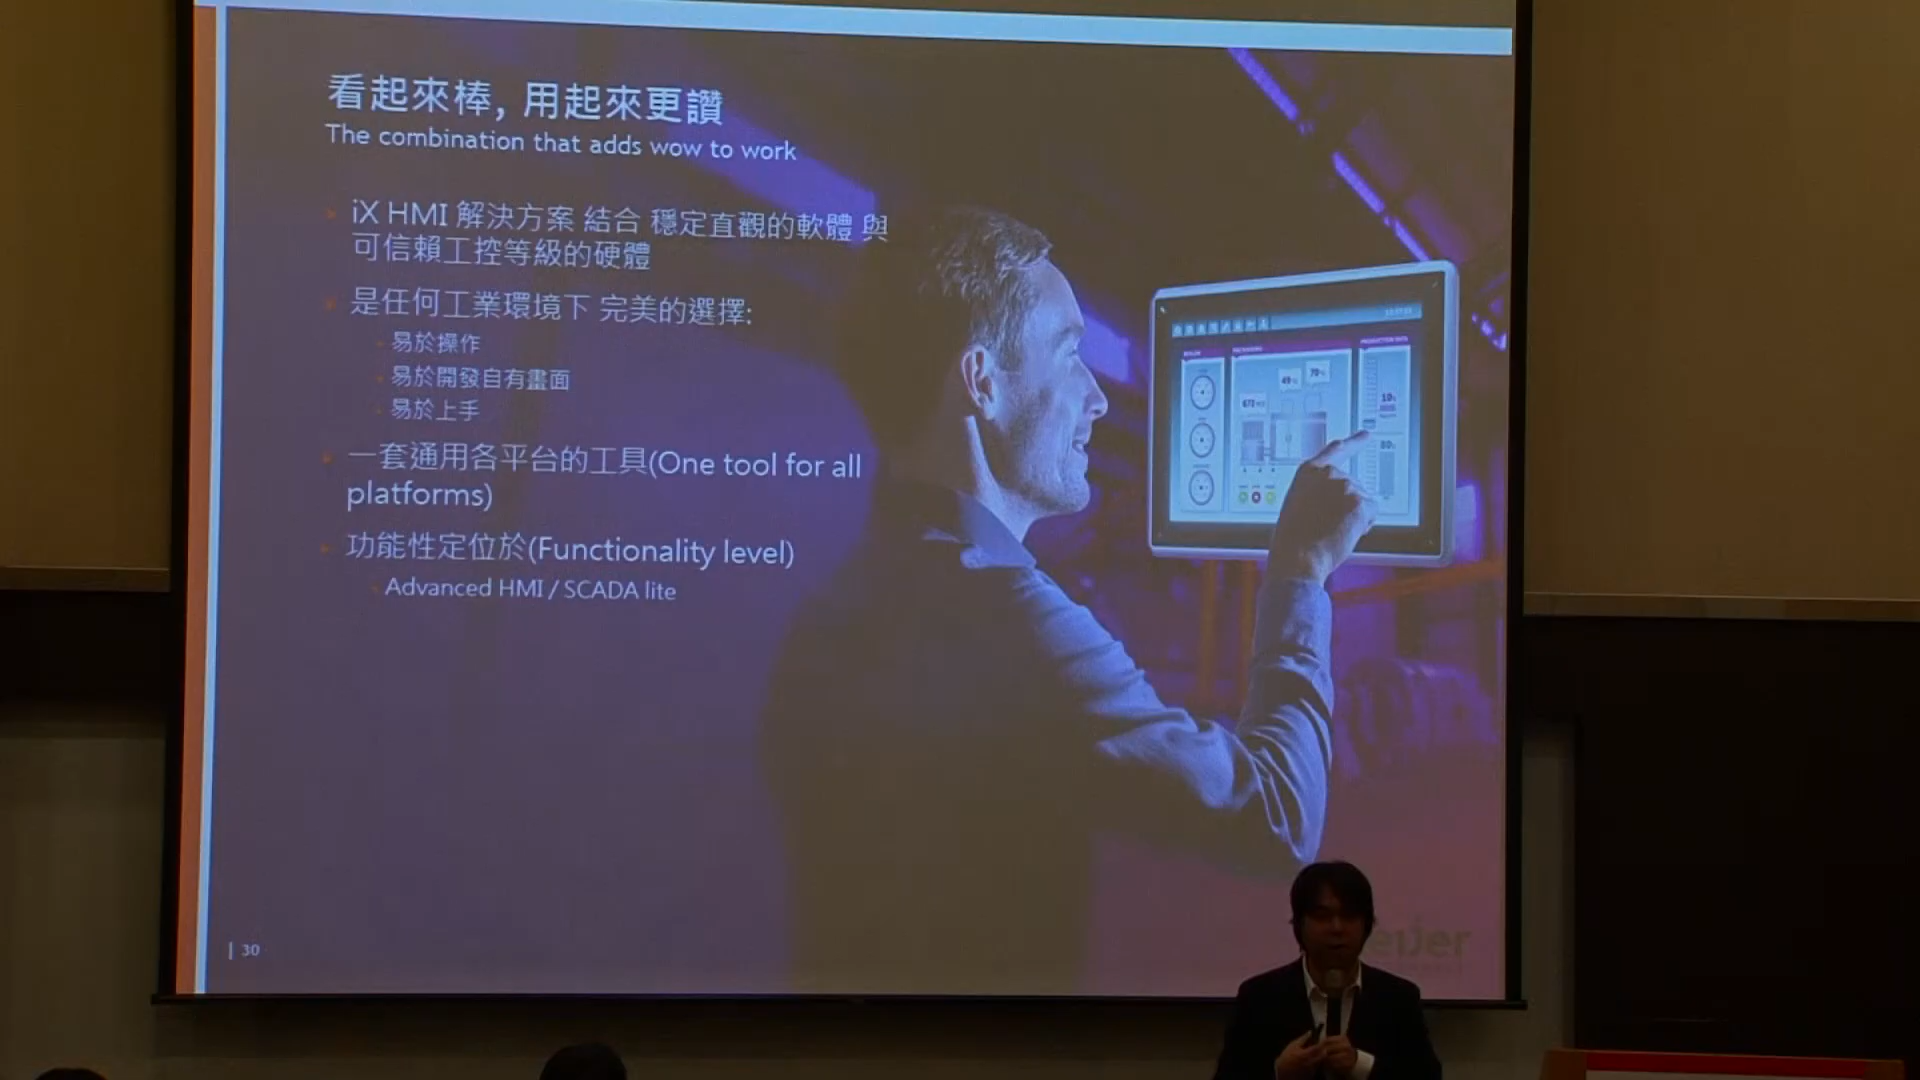 看起來棒, 用起來更讚
The combination that adds wow to work
iX HMI 解決方案 結合 穩定直觀的軟體 與
可信賴工控等級的硬體
是任何工業環境下 完美的選擇:
易於操作
易於開發自有畫面
易於上手
一套通用各平台的工具(One tool for all
platforms)
功能性定位於(Functionality level)
Advanced HMI / SCADA lite
| 30
eijer